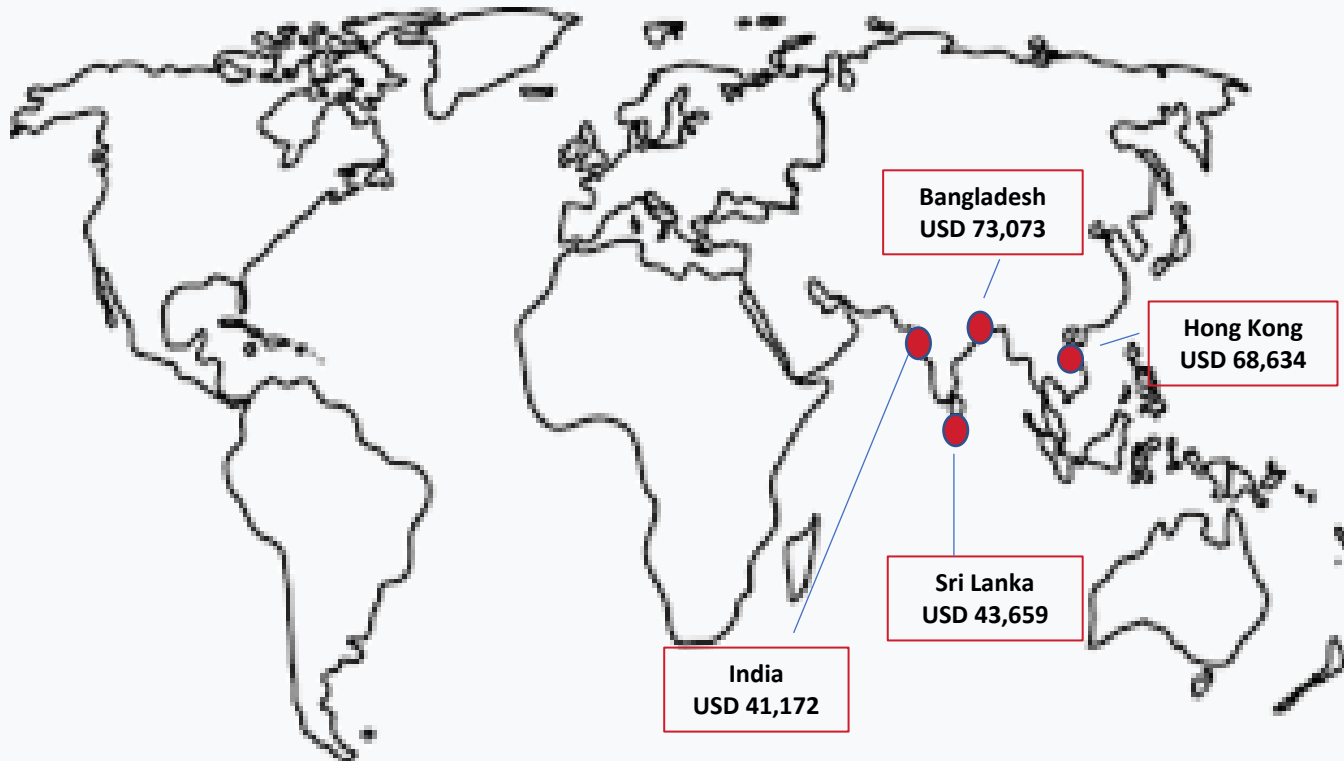 Bangladesh
USD 73,073
Hong Kong
USD 68,634
Sri Lanka
USD 43,659
India
USD 41,172